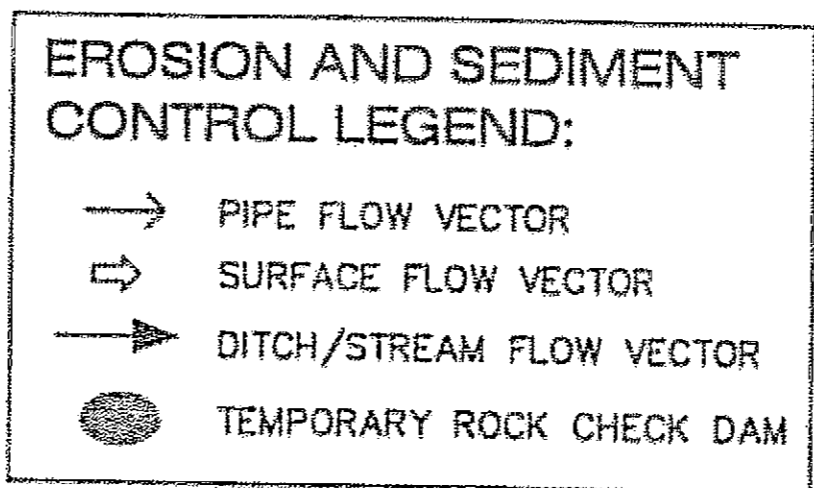 EROSION AND SEDIMENT
CONTROL LEGEND:
PIPE FLOW VECTOR
SURFACE FLOW VECTOR
DITCH/STREAM FLOW VECTOR
TEMPORARY ROCK CHECK DAM